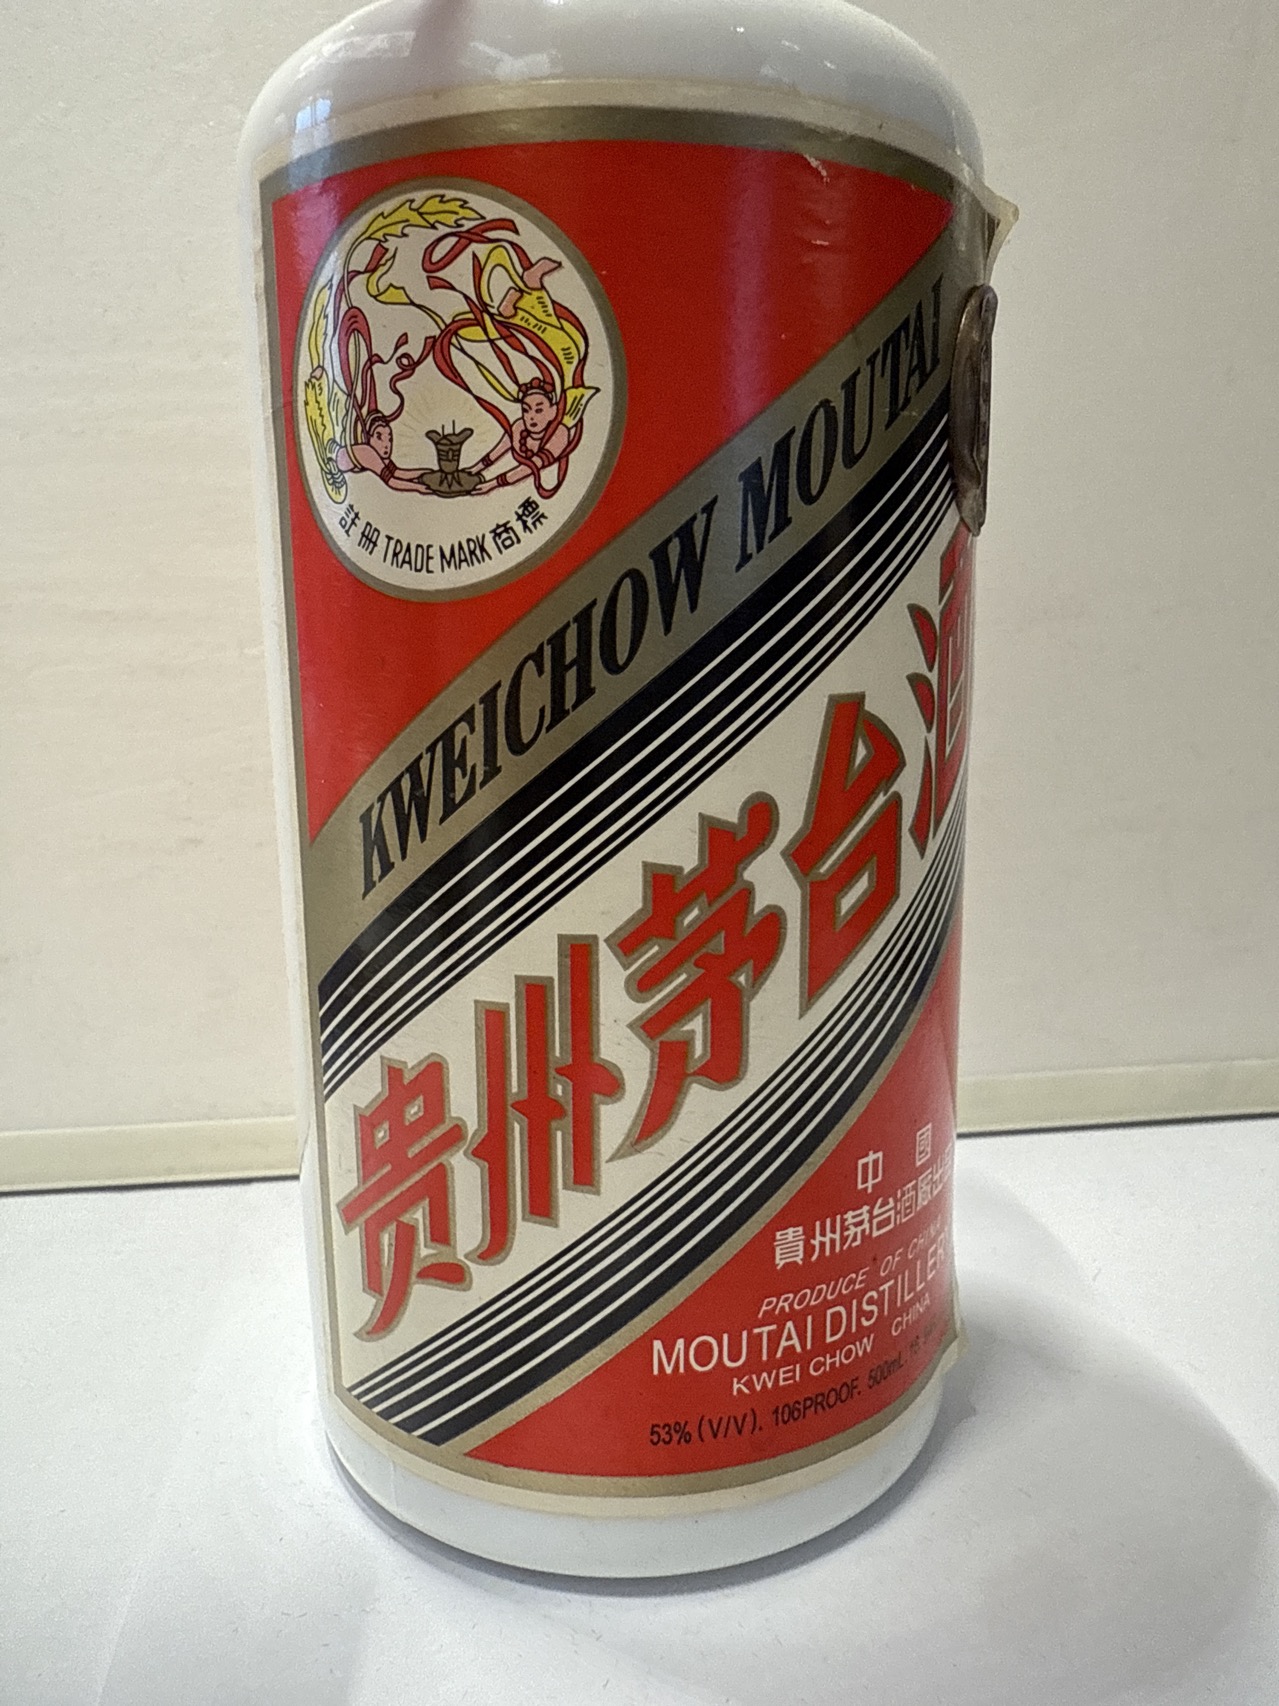 註冊 TRADE MARK 商標
KWEICHOW MOUTAI
贵州茅台酒
中國
貴州茅台酒廠出
PRODUCE OF CHINA
MOUTAI DISTILLERY
KWEI CHOW CHINA
53% (V/V). 106PROOF. 500mL.